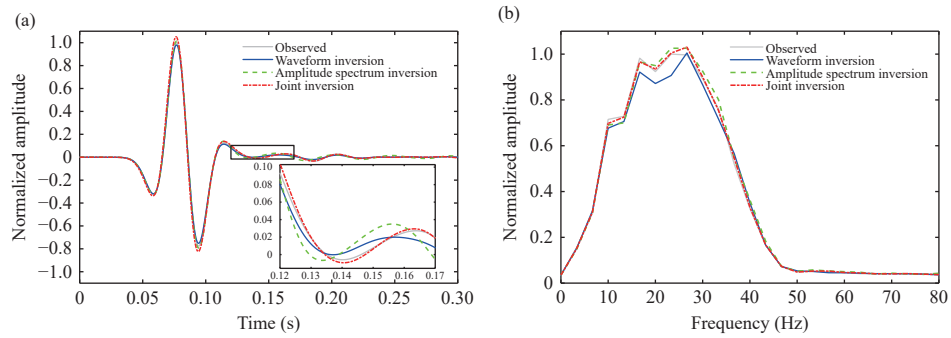 (a)
1.0
0.8
0.6
0.4
0.2
0
−0.2
−0.4
−0.6
−0.8
−1.0
Normalized amplitude
Observed
Waveform inversion
Amplitude spectrum inversion
Joint inversion
0.10
0.08
0.06
0.04
0.02
0
0.12 0.13 0.14 0.15 0.16 0.17
0 0.05 0.10 0.15 0.20 0.25 0.30
Time (s)
(b)
1.0
0.8
0.6
0.4
0.2
0
Normalized amplitude
Observed
Waveform inversion
Amplitude spectrum inversion
Joint inversion
0 10 20 30 40 50 60 70 80
Frequency (Hz)